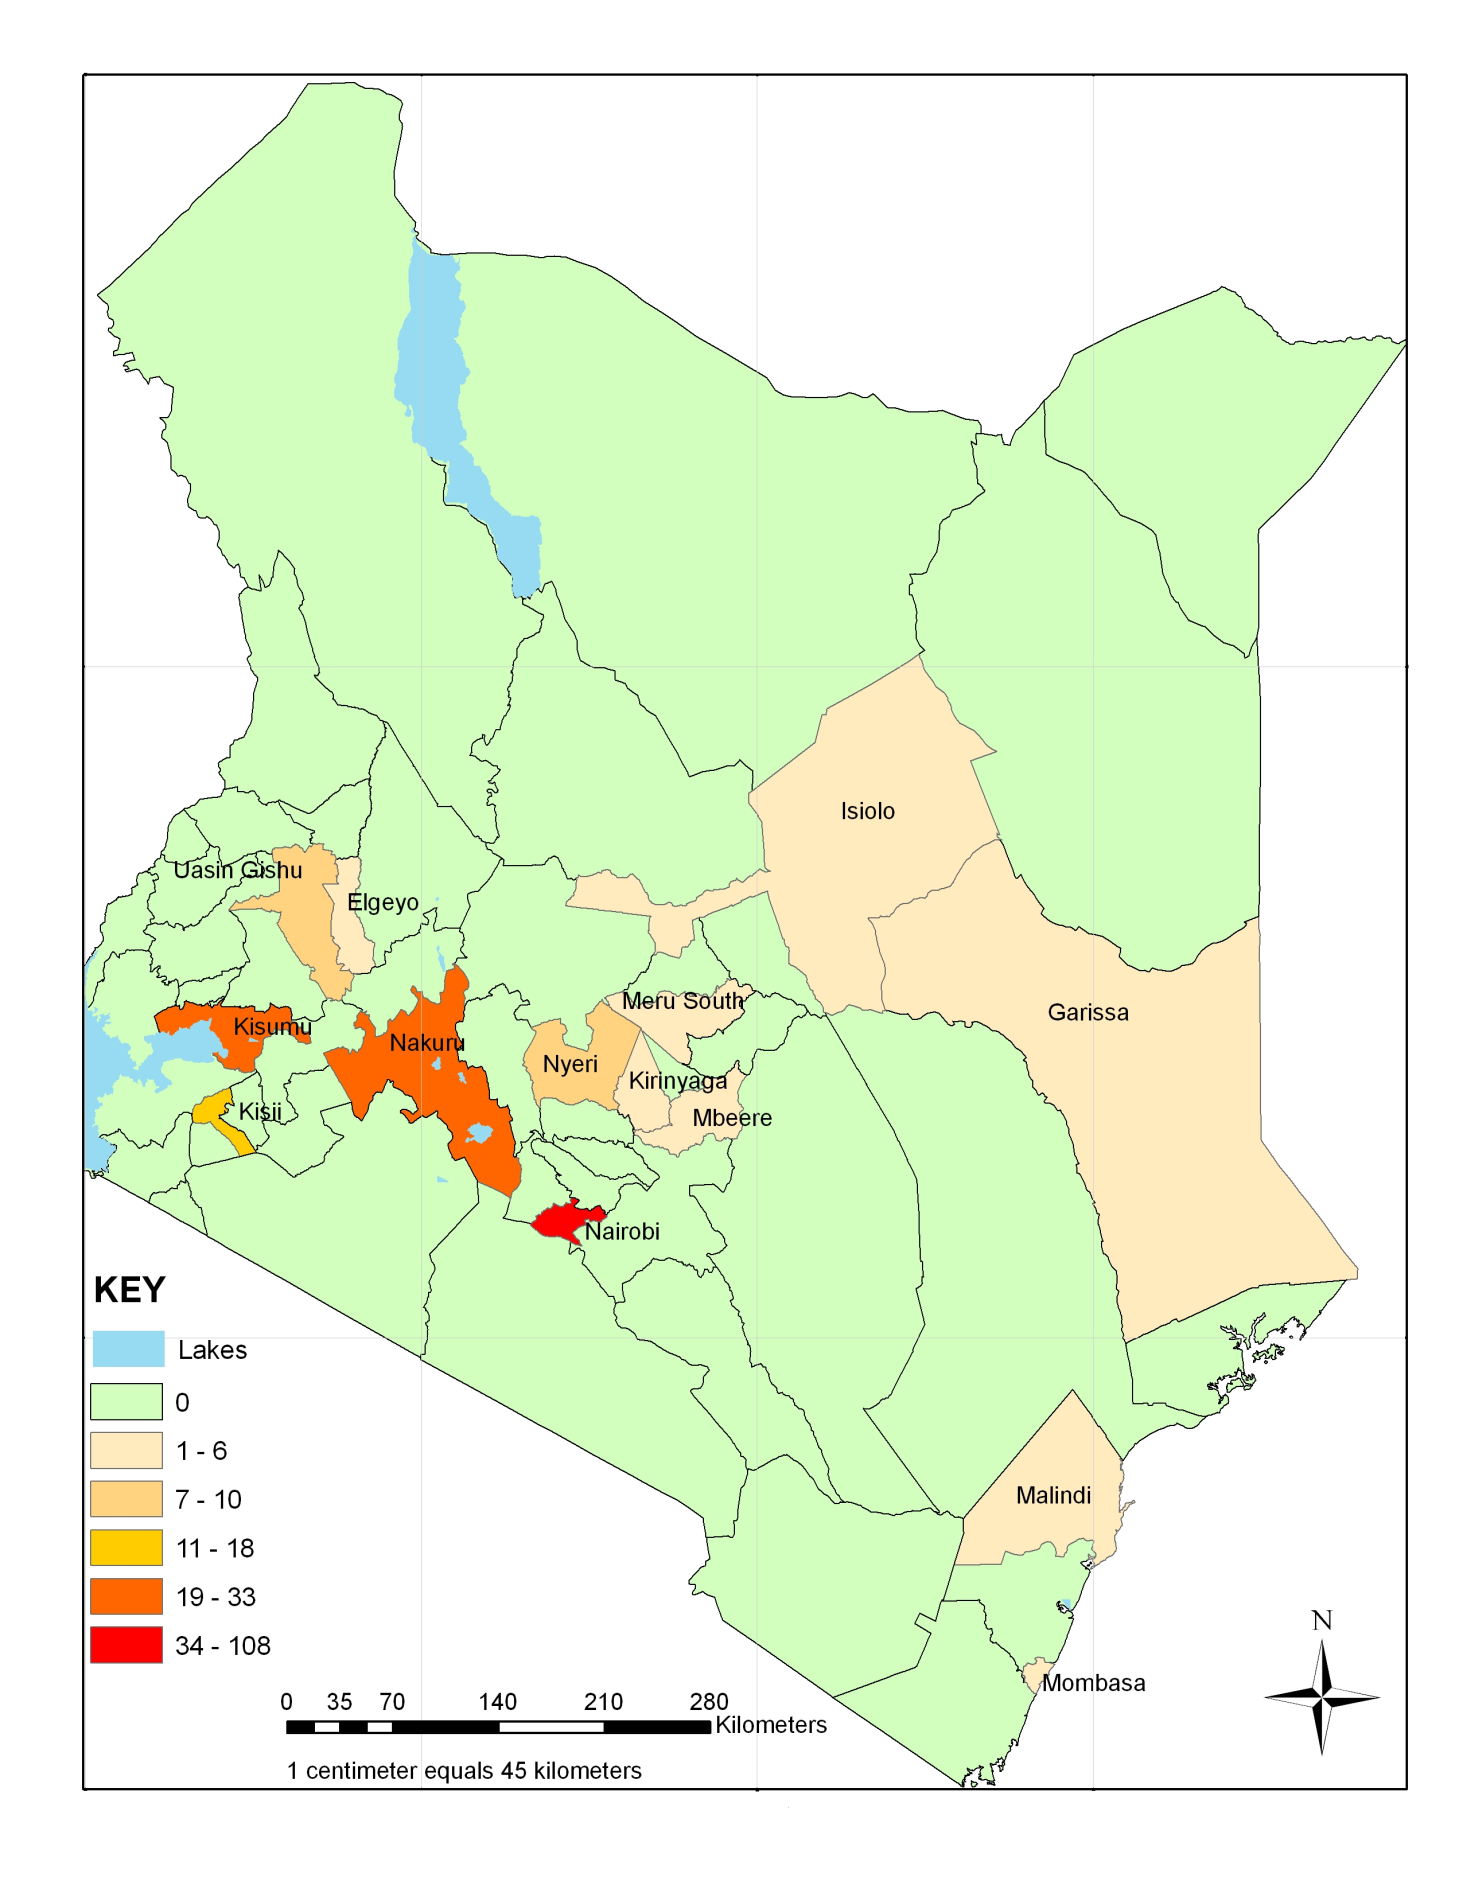 Isiolo
Uasin Gishu
Elgeyo
Meru South
Garissa
Kisumu
Nakuru
Nyeri
Kirinyaga
Kisii
Mbeere
Nairobi
KEY
Lakes
0
1 - 6
7 - 10
11 - 18
19 - 33
34 - 108
Malindi
Mombasa
N
0 35 70 140 210 280
Kilometers
1 centimeter equals 45 kilometers